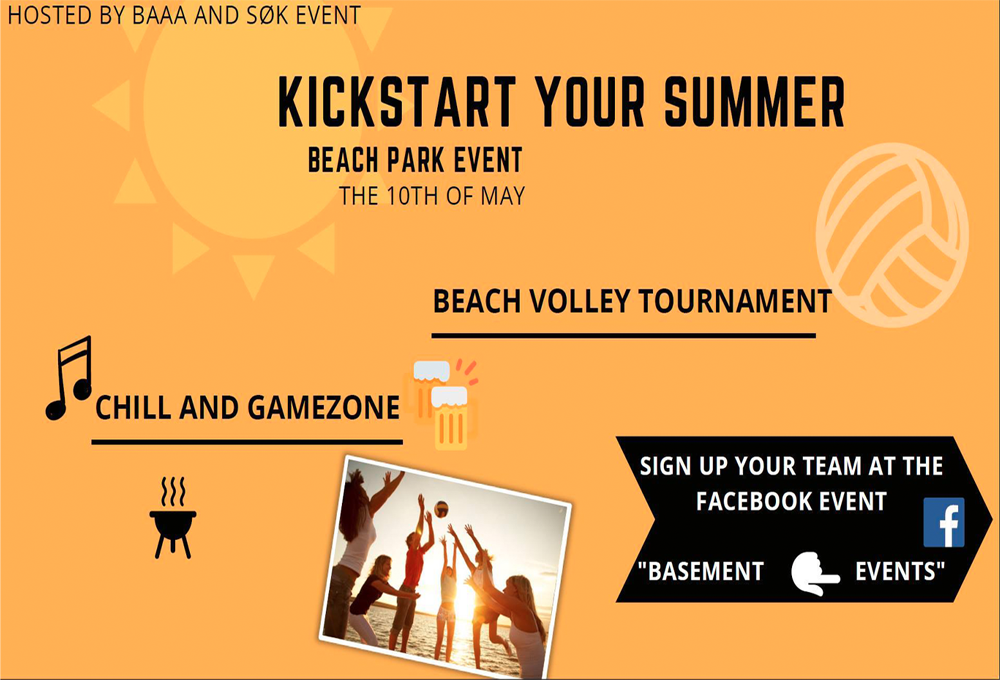 HOSTED BY BAAA AND SØK EVENT
KICKSTART YOUR SUMMER
BEACH PARK EVENT
THE 10TH OF MAY
BEACH VOLLEY TOURNAMENT
CHILL AND GAMEZONE
SIGN UP YOUR TEAM AT THE
FACEBOOK EVENT
"BASEMENT EVENTS"